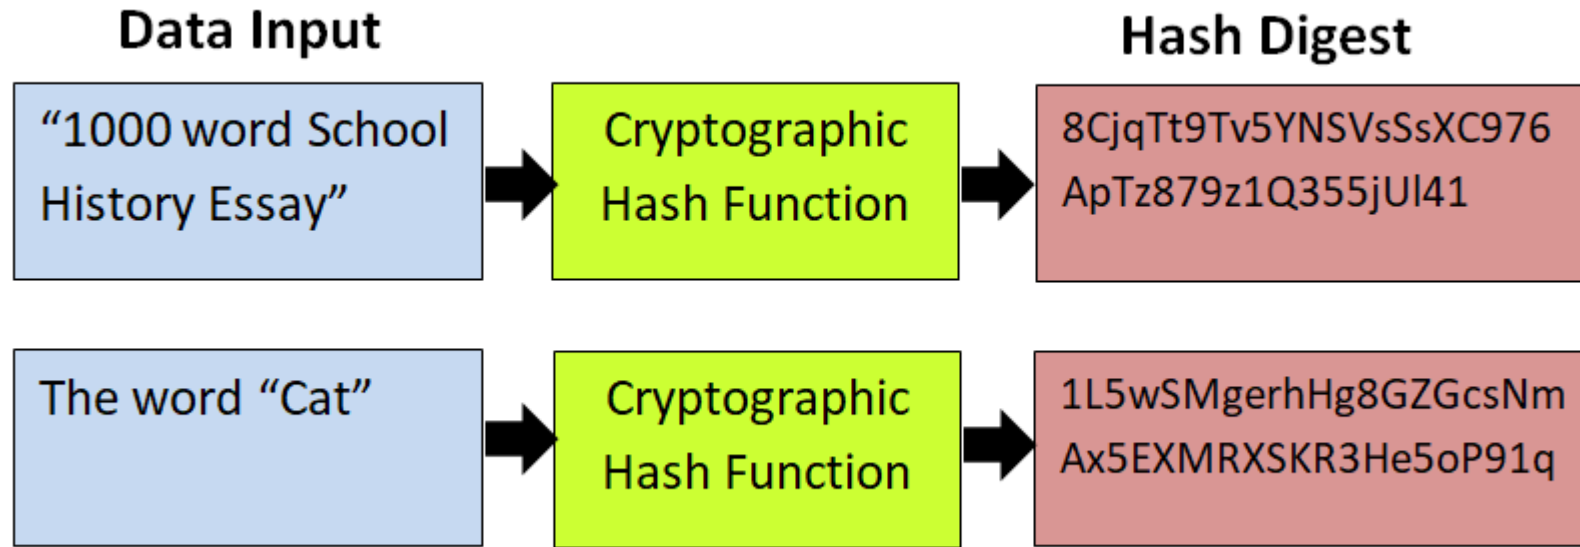 Data Input
Hash Digest
“1000 word School
History Essay”
Cryptographic
Hash Function
8CjqTt9Tv5YNSVsSsXC976
ApTz879z1Q355jUl41
The word “Cat”
Cryptographic
Hash Function
1L5wSMgerhHg8GZGcsNm
Ax5EXMRXSKR3He5oP91q